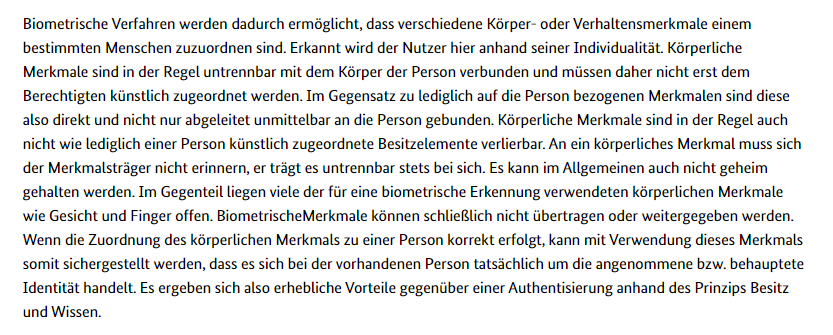 Biometrische Verfahren werden dadurch ermöglicht, dass verschiedene Körper- oder Verhaltensmerkmale einem
bestimmten Menschen zuzuordnen sind. Erkannt wird der Nutzer hier anhand seiner Individualität. Körperliche
Merkmale sind in der Regel untrennbar mit dem Körper der Person verbunden und müssen daher nicht erst dem
Berechtigten künstlich zugeordnet werden. Im Gegensatz zu lediglich auf die Person bezogenen Merkmalen sind diese
also direkt und nicht nur abgeleitet unmittelbar an die Person gebunden. Körperliche Merkmale sind in der Regel auch
nicht wie lediglich einer Person künstlich zugeordnete Besitzelemente verlierbar. An ein körperliches Merkmal muss sich
der Merkmalsträger nicht erinnern, er trägt es untrennbar stets bei sich. Es kann im Allgemeinen auch nicht geheim
gehalten werden. Im Gegenteil liegen viele der für eine biometrische Erkennung verwendeten körperlichen Merkmale
wie Gesicht und Finger offen. BiometrischeMerkmale können schließlich nicht übertragen oder weitergegeben werden.
Wenn die Zuordnung des körperlichen Merkmals zu einer Person korrekt erfolgt, kann mit Verwendung dieses Merkmals
somit sichergestellt werden, dass es sich bei der vorhandenen Person tatsächlich um die angenommene bzw. behauptete
Identität handelt. Es ergeben sich also erhebliche Vorteile gegenüber einer Authentisierung anhand des Prinzips Besitz
und Wissen.